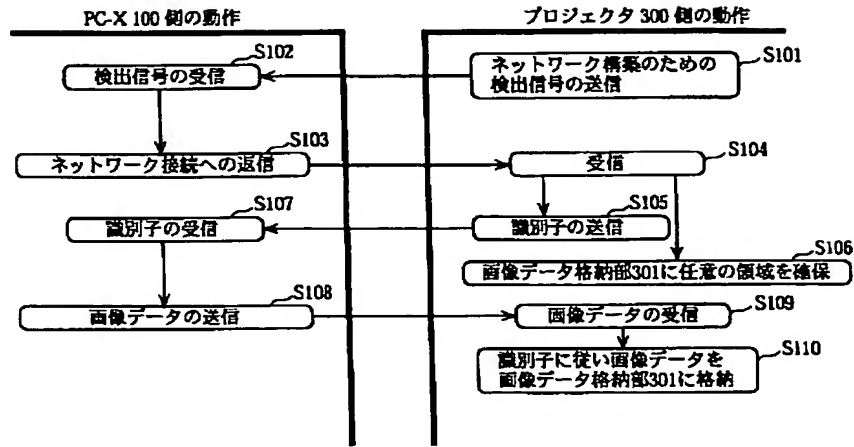 PC-X 100 側の動作
プロジェクタ 300 側の動作
S102
検出信号の受信
S101
ネットワーク構築のための
検出信号の送信
S103
ネットワーク接続への返信
S104
受信
S107
識別子の受信
S105
識別子の送信
S106
画像データ格納部301に任意の領域を確保
S108
画像データの送信
S109
画像データの受信
S110
識別子に従い画像データを
画像データ格納部301に格納